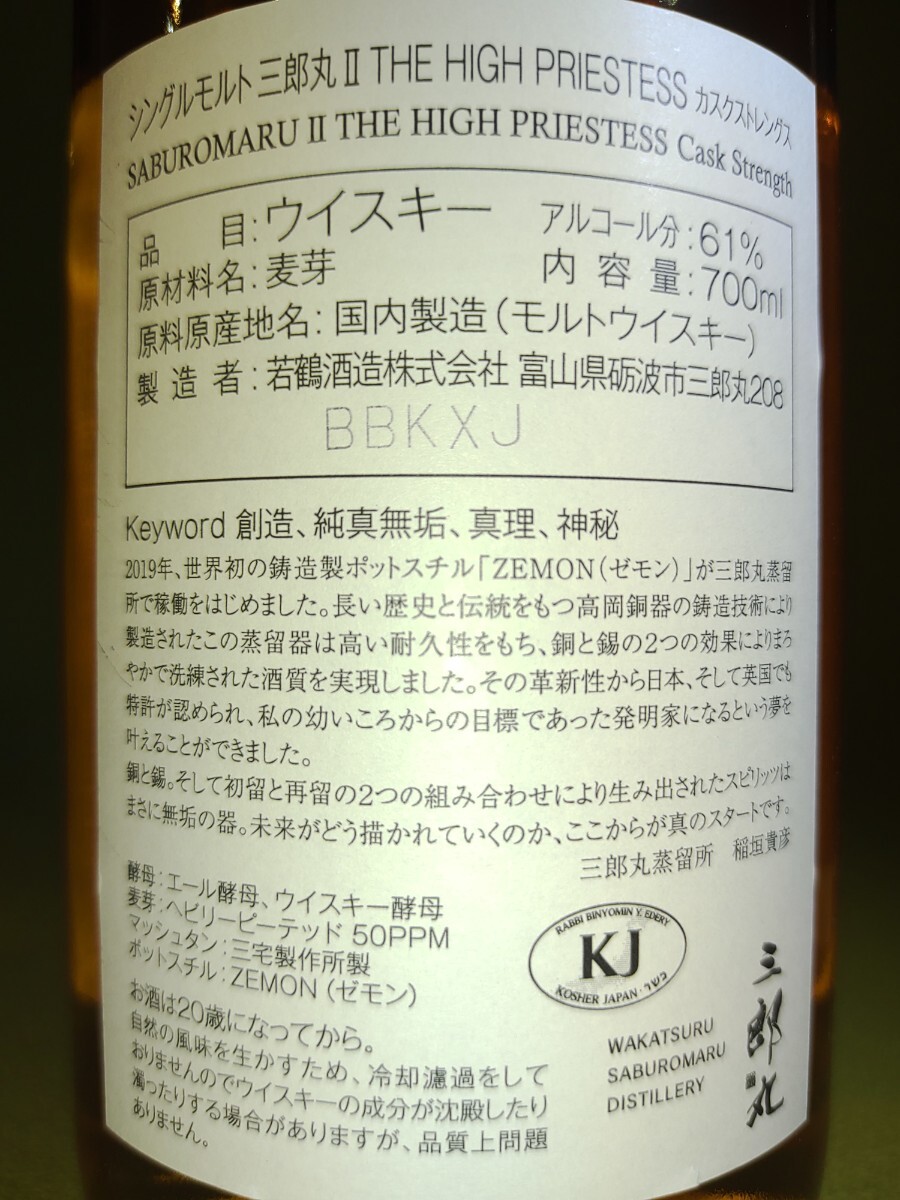 シングルモルト 三郎丸 II THE HIGH PRIESTESS カスクストレングス
SABUROMARU II THE HIGH PRIESTESS Cask Strength
品目:ウイスキー アルコール分:61%
原材料名:麦芽 内容量:700ml
原料原産地名:国内製造(モルトウイスキー)
製造者:若鶴酒造株式会社 富山県砺波市三郎丸208
BBKXJ
Keyword 創造、純真無垢、真理、神秘
2019年、世界初の鋳造製ポットスチル「ZEMON(ゼモン)」が三郎丸蒸留
所で稼働をはじめました。長い歴史と伝統をもつ高岡銅器の鋳造技術により
製造されたこの蒸留器は高い耐久性をもち、銅と錫の2つの効果によりまろ
やかで洗練された酒質を実現しました。その革新性から日本、そして英国でも
特許が認められ、私の幼いころからの目標であった発明家になるという夢を
叶えることができました。
銅と錫。そして初留と再留の2つの組み合わせにより生み出されたスピリッツは
まさに無垢の器。未来がどう描かれていくのか、ここからが真のスタートです。
三郎丸蒸留所 稲垣貴彦
酵母:エール酵母、ウイスキー酵母
麦芽:ヘビリーピーテッド 50PPM
マッシュタン:三宅製作所製
ポットスチル:ZEMON(ゼモン)
お酒は20歳になってから。
自然の風味を生かすため、冷却濾過をして
おりませんのでウイスキーの成分が沈殿したり
濁ったりする場合がありますが、品質上問題
ありません。
RABBI BINYOMIN Y. EDERY
KJ
KOSHER JAPAN · כשר
WAKATSURU
SABUROMARU
DISTILLERY
三郎丸